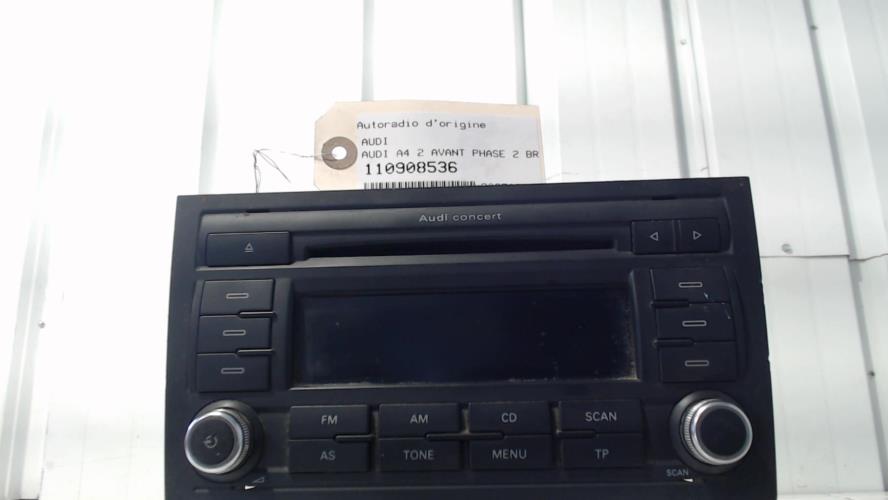 Autoradio d'origine
AUDI
AUDI A4 2 AVANT PHASE 2 BR
110908536
Audi concert
FM AM CD SCAN
AS TONE MENU TP
SCAN